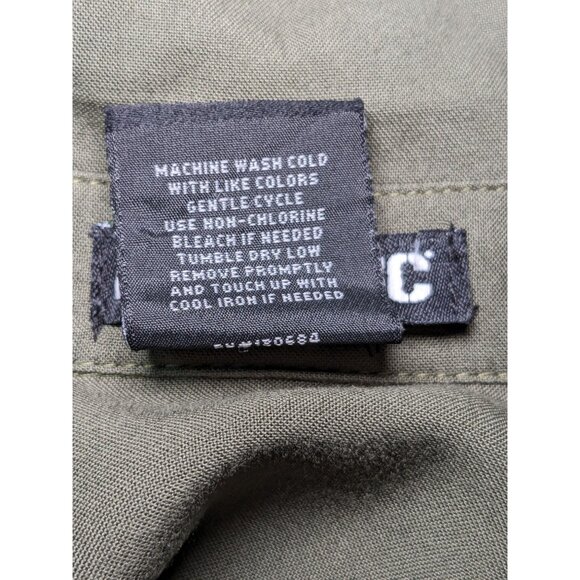 MACHINE WASH COLD
WITH LIKE COLORS
GENTLE CYCLE
USE NON-CHLORINE
BLEACH IF NEEDED
TUMBLE DRY LOW
REMOVE PROMPTLY
AND TOUCH UP WITH
COOL IRON IF NEEDED
C®